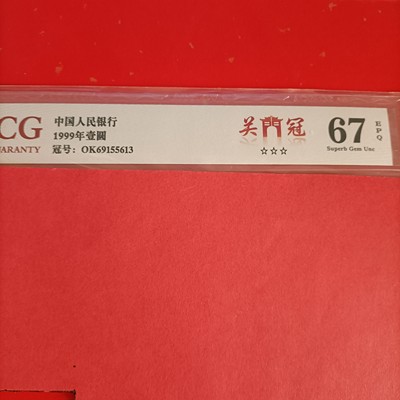 CG
ARANTY
中国人民银行
1999年壹圆
冠号: OK69155613
关門冠
☆☆☆
67
EPQ
Superb Gem Unc